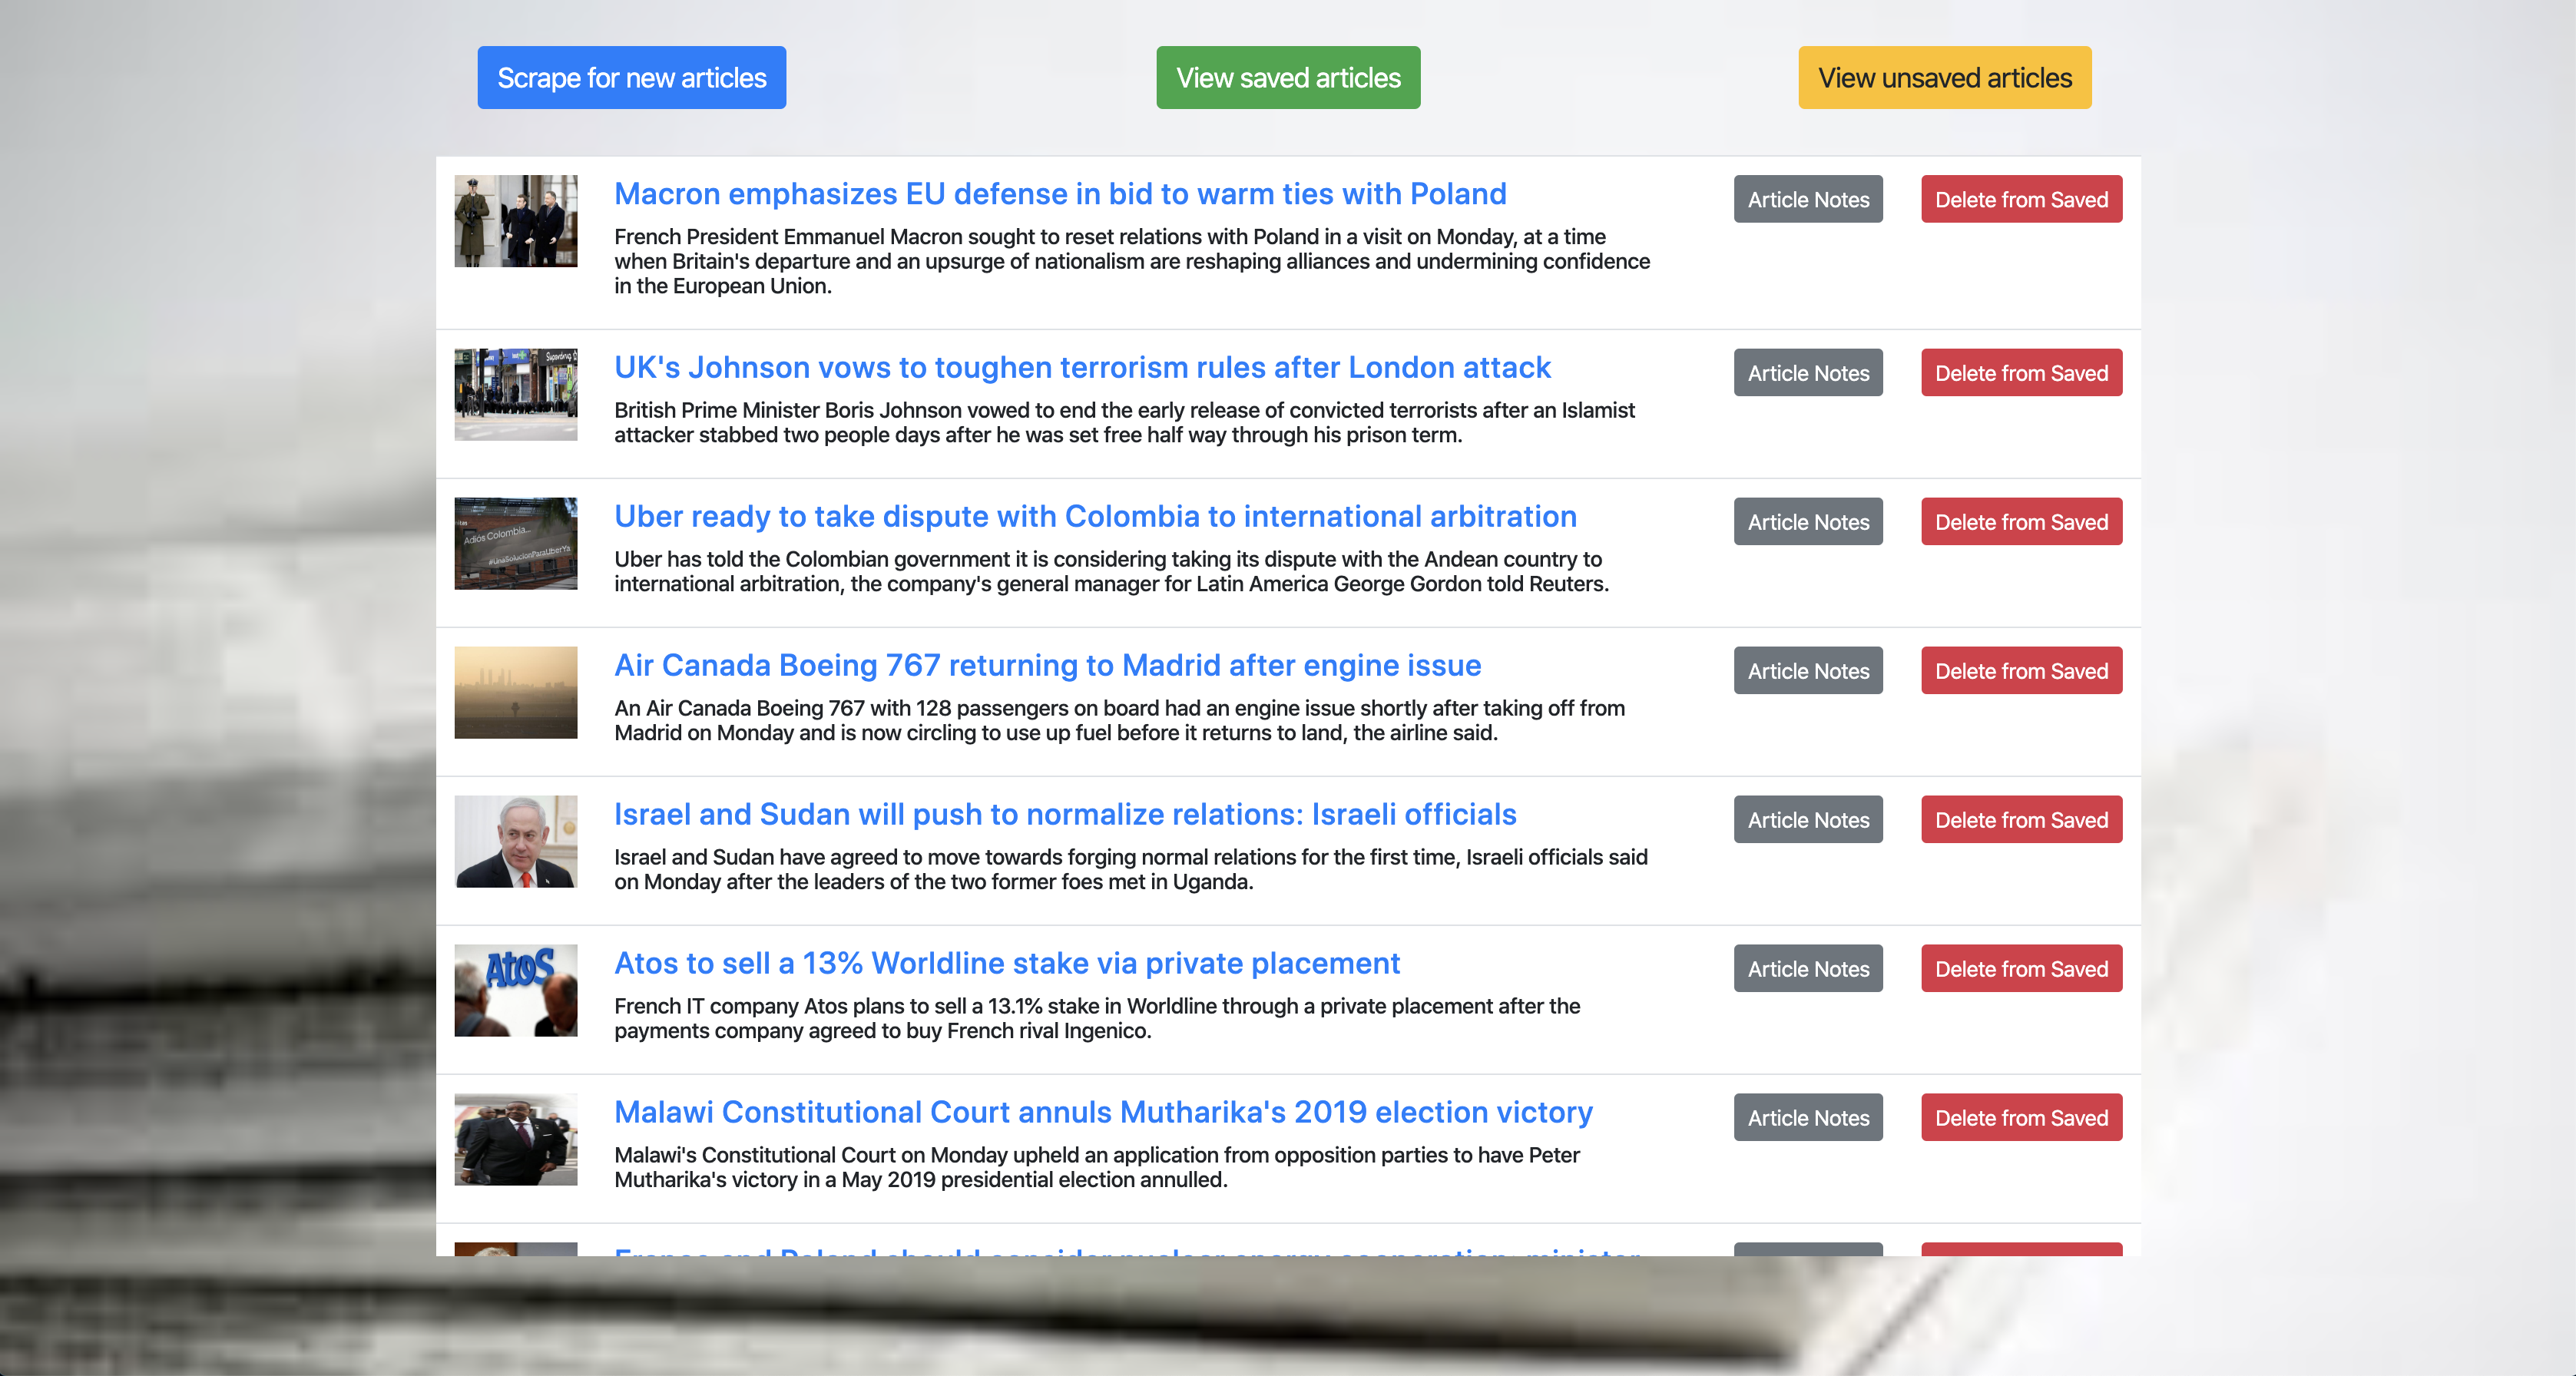 Scrape for new articles
View saved articles
View unsaved articles
Macron emphasizes EU defense in bid to warm ties with Poland
Article Notes
Delete from Saved
French President Emmanuel Macron sought to reset relations with Poland in a visit on Monday, at a time
when Britain's departure and an upsurge of nationalism are reshaping alliances and undermining confidence
in the European Union.
Superdrug
UK's Johnson vows to toughen terrorism rules after London attack
Article Notes
Delete from Saved
British Prime Minister Boris Johnson vowed to end the early release of convicted terrorists after an Islamist
attacker stabbed two people days after he was set free half way through his prison term.
Adiós Colombia...
#UnaSolucionParaUberYa
Uber ready to take dispute with Colombia to international arbitration
Article Notes
Delete from Saved
Uber has told the Colombian government it is considering taking its dispute with the Andean country to
international arbitration, the company's general manager for Latin America George Gordon told Reuters.
Air Canada Boeing 767 returning to Madrid after engine issue
Article Notes
Delete from Saved
An Air Canada Boeing 767 with 128 passengers on board had an engine issue shortly after taking off from
Madrid on Monday and is now circling to use up fuel before it returns to land, the airline said.
Israel and Sudan will push to normalize relations: Israeli officials
Article Notes
Delete from Saved
Israel and Sudan have agreed to move towards forging normal relations for the first time, Israeli officials said
on Monday after the leaders of the two former foes met in Uganda.
Atos
Atos to sell a 13% Worldline stake via private placement
Article Notes
Delete from Saved
French IT company Atos plans to sell a 13.1% stake in Worldline through a private placement after the
payments company agreed to buy French rival Ingenico.
Malawi Constitutional Court annuls Mutharika's 2019 election victory
Article Notes
Delete from Saved
Malawi's Constitutional Court on Monday upheld an application from opposition parties to have Peter
Mutharika's victory in a May 2019 presidential election annulled.
France and Poland should consider nuclear energy cooperation: minister